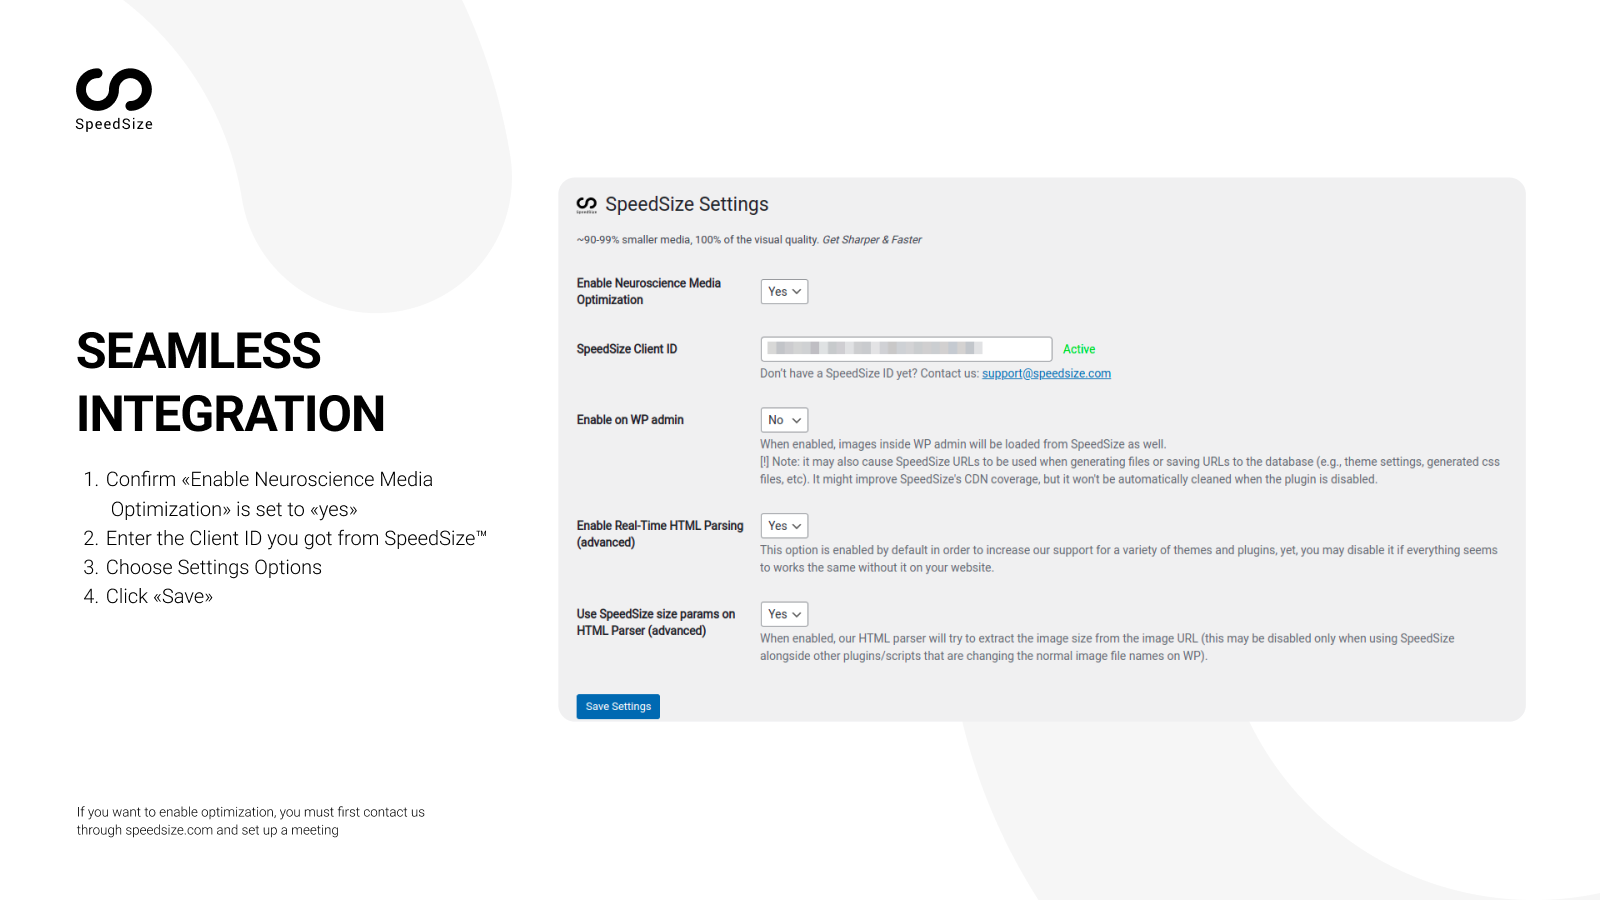 SpeedSize
SEAMLESS
INTEGRATION
1. Confirm «Enable Neuroscience Media
Optimization» is set to «yes»
2. Enter the Client ID you got from SpeedSize™
3. Choose Settings Options
4. Click «Save»
If you want to enable optimization, you must first contact us
through speedsize.com and set up a meeting
SpeedSize
SpeedSize Settings
~90-99% smaller media, 100% of the visual quality. Get Sharper & Faster
Enable Neuroscience Media
Optimization
Yes
SpeedSize Client ID
Active
Don't have a SpeedSize ID yet? Contact us: support@speedsize.com
Enable on WP admin
No
When enabled, images inside WP admin will be loaded from SpeedSize as well.
[!] Note: it may also cause SpeedSize URLs to be used when generating files or saving URLs to the database (e.g., theme settings, generated css
files, etc). It might improve SpeedSize's CDN coverage, but it won't be automatically cleaned when the plugin is disabled.
Enable Real-Time HTML Parsing
(advanced)
Yes
This option is enabled by default in order to increase our support for a variety of themes and plugins, yet, you may disable it if everything seems
to works the same without it on your website.
Use SpeedSize size params on
HTML Parser (advanced)
Yes
When enabled, our HTML parser will try to extract the image size from the image URL (this may be disabled only when using SpeedSize
alongside other plugins/scripts that are changing the normal image file names on WP).
Save Settings